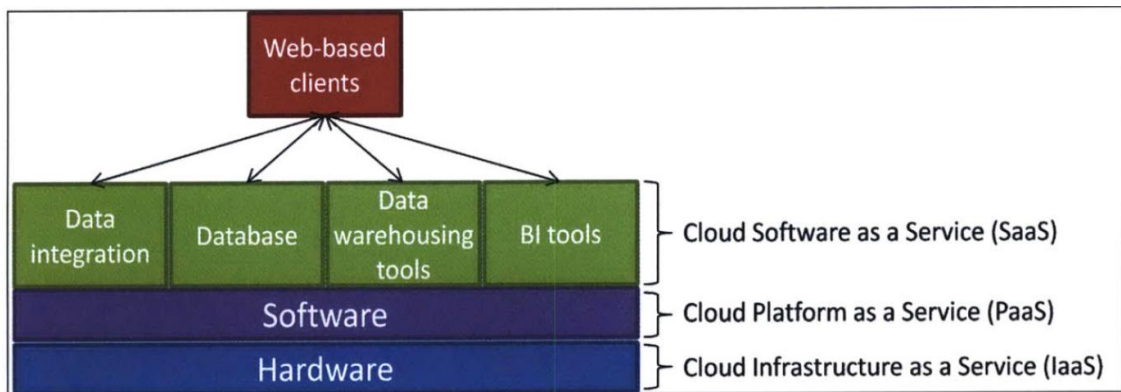 Web-based
clients
Data
integration
Database
Data
warehousing
tools
BI tools
Cloud Software as a Service (SaaS)
Software
Cloud Platform as a Service (PaaS)
Hardware
Cloud Infrastructure as a Service (IaaS)